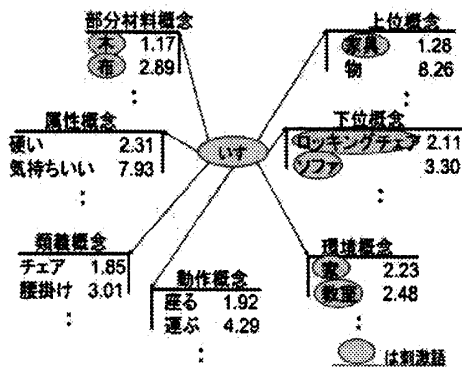 部分材料概念
木 1.17
布 2.89
:
上位概念
家具 1.28
物 8.26
:
属性概念
硬い 2.31
気持ちいい 7.93
:
いす
下位概念
ロッキングチェア 2.11
ソファ 3.30
:
類義概念
チェア 1.85
腰掛け 3.01
:
動作概念
座る 1.92
運ぶ 4.29
:
環境概念
室 2.23
教室 2.48
:
は刺激語